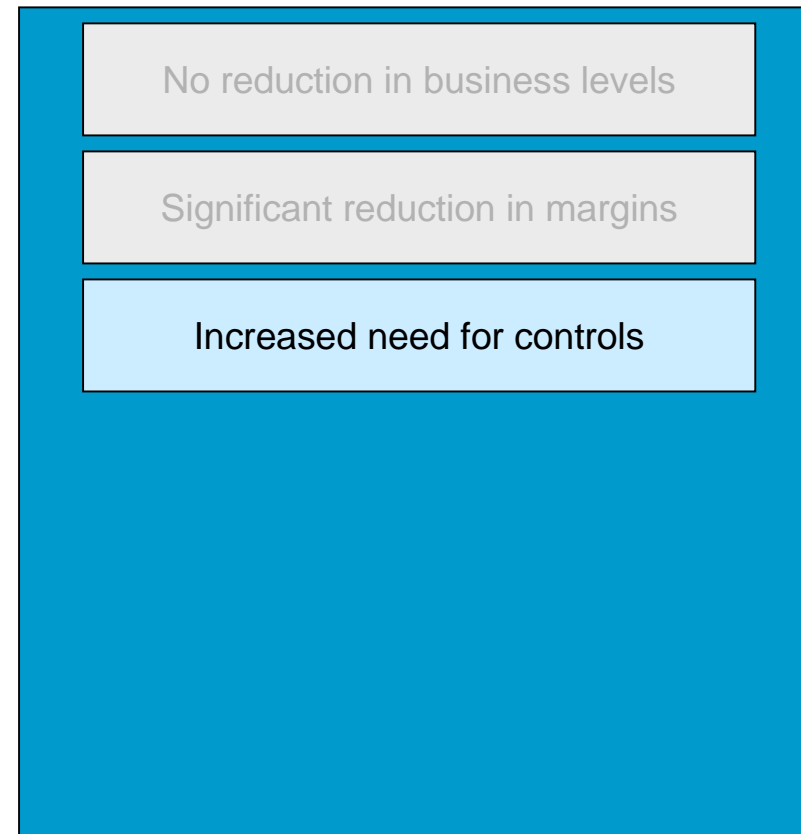 No reduction in business levels
Significant reduction in margins
Increased need for controls